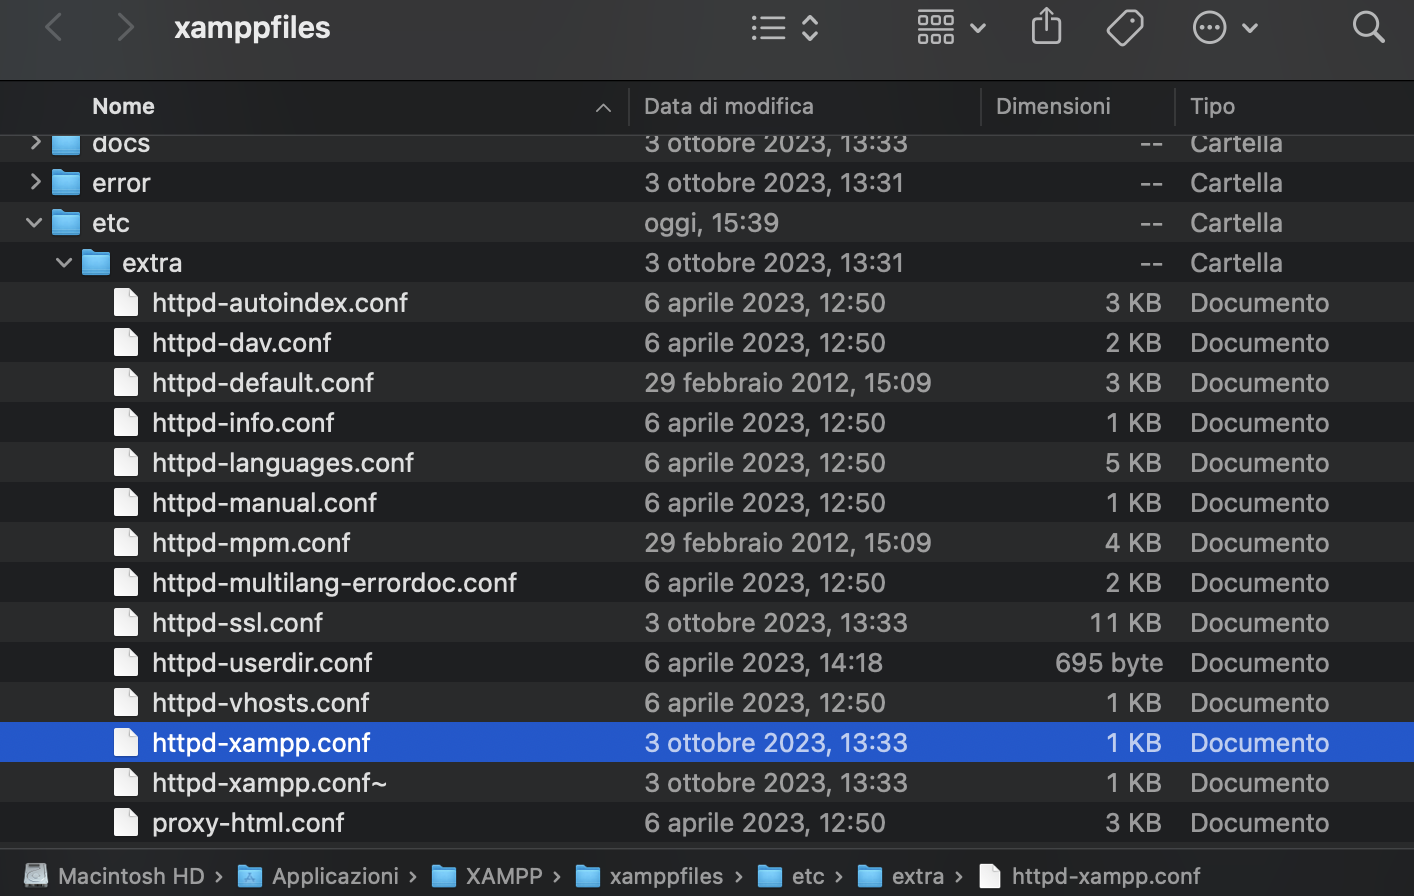 xamppfiles
Nome Data di modifica Dimensioni Tipo
docs 3 ottobre 2023, 13:33 -- Cartella
error 3 ottobre 2023, 13:31 -- Cartella
etc oggi, 15:39 -- Cartella
extra 3 ottobre 2023, 13:31 -- Cartella
httpd-autoindex.conf 6 aprile 2023, 12:50 3 KB Documento
httpd-dav.conf 6 aprile 2023, 12:50 2 KB Documento
httpd-default.conf 29 febbraio 2012, 15:09 3 KB Documento
httpd-info.conf 6 aprile 2023, 12:50 1 KB Documento
httpd-languages.conf 6 aprile 2023, 12:50 5 KB Documento
httpd-manual.conf 6 aprile 2023, 12:50 1 KB Documento
httpd-mpm.conf 29 febbraio 2012, 15:09 4 KB Documento
httpd-multilang-errordoc.conf 6 aprile 2023, 12:50 2 KB Documento
httpd-ssl.conf 3 ottobre 2023, 13:33 11 KB Documento
httpd-userdir.conf 6 aprile 2023, 14:18 695 byte Documento
httpd-vhosts.conf 6 aprile 2023, 12:50 1 KB Documento
httpd-xampp.conf 3 ottobre 2023, 13:33 1 KB Documento
httpd-xampp.conf~ 3 ottobre 2023, 13:33 1 KB Documento
proxy-html.conf 6 aprile 2023, 12:50 3 KB Documento
Macintosh HD › Applicazioni › XAMPP › xamppfiles › etc › extra › httpd-xampp.conf